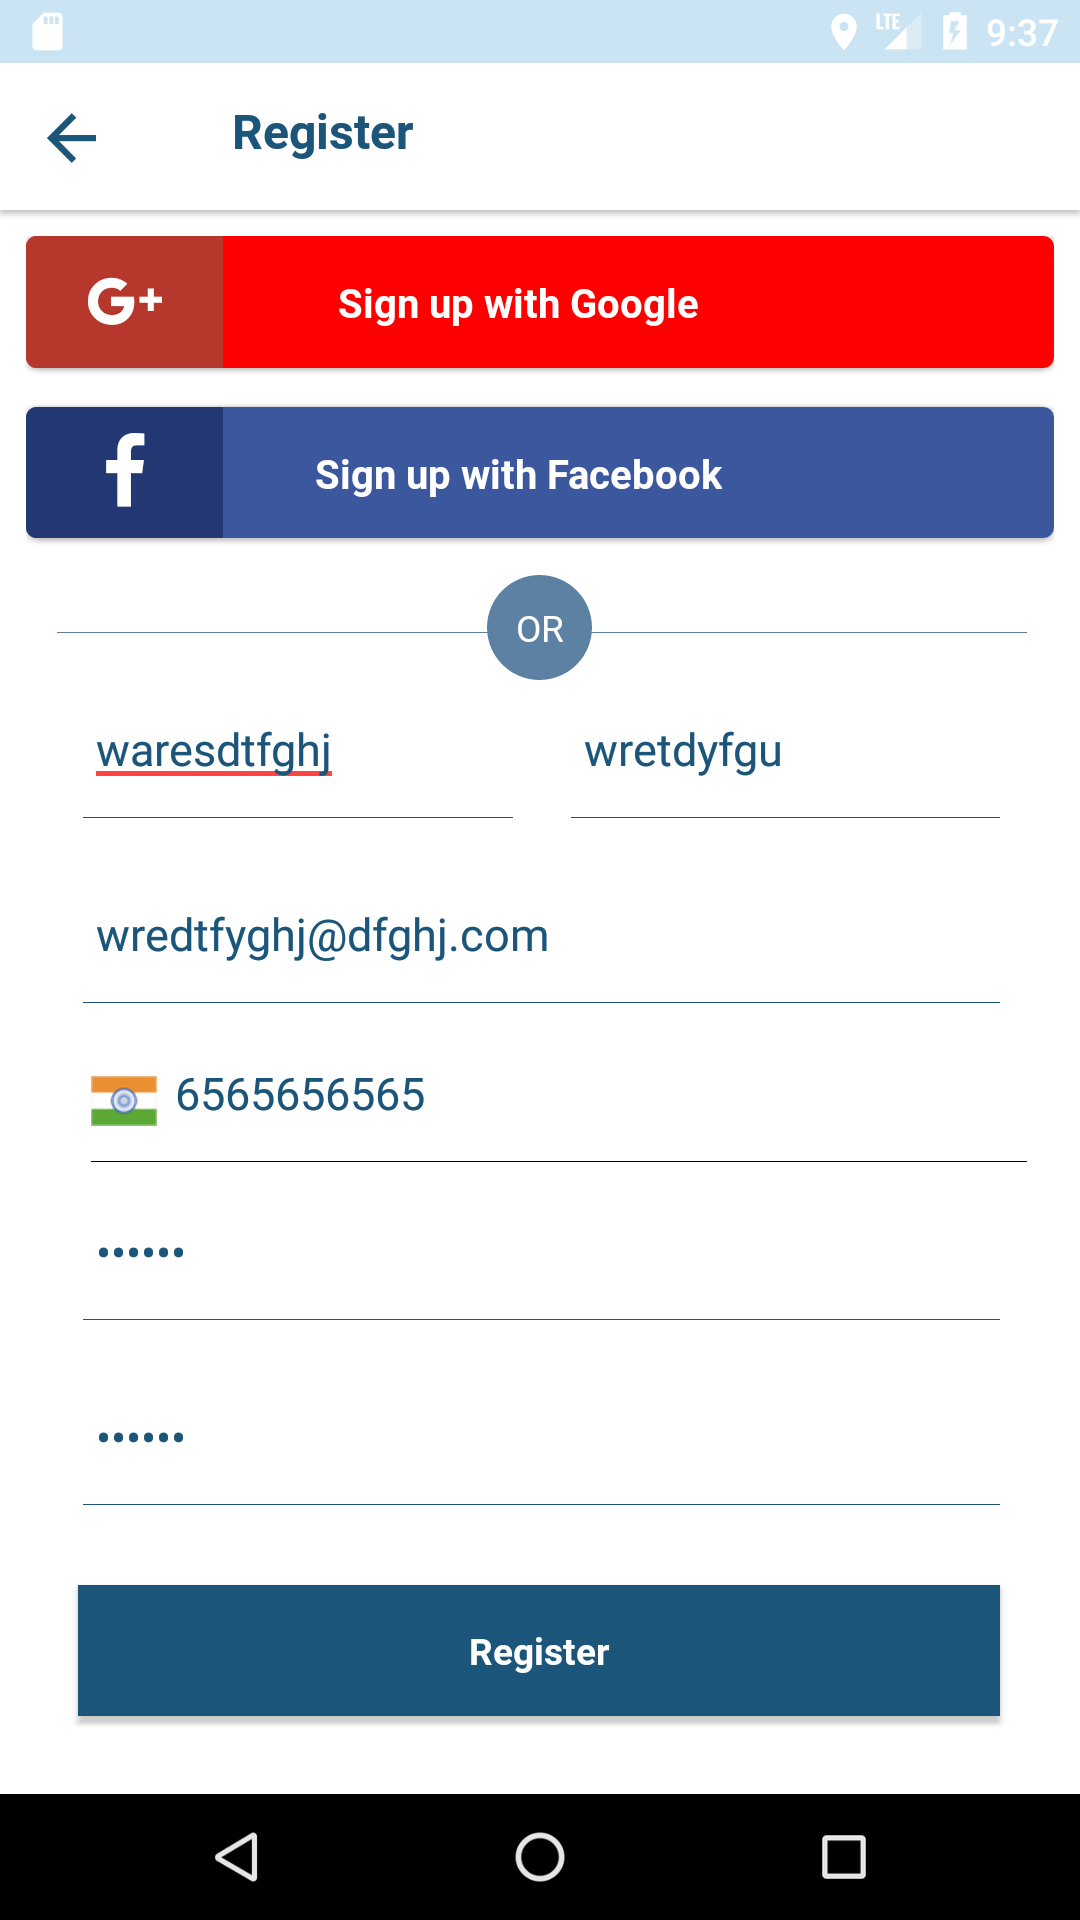 LTE 9:37
Register
G+ Sign up with Google
f Sign up with Facebook
OR
waresdtfghj wretdyfgu
wredtfyghj@dfghj.com
6565656565
••••••
••••••
Register